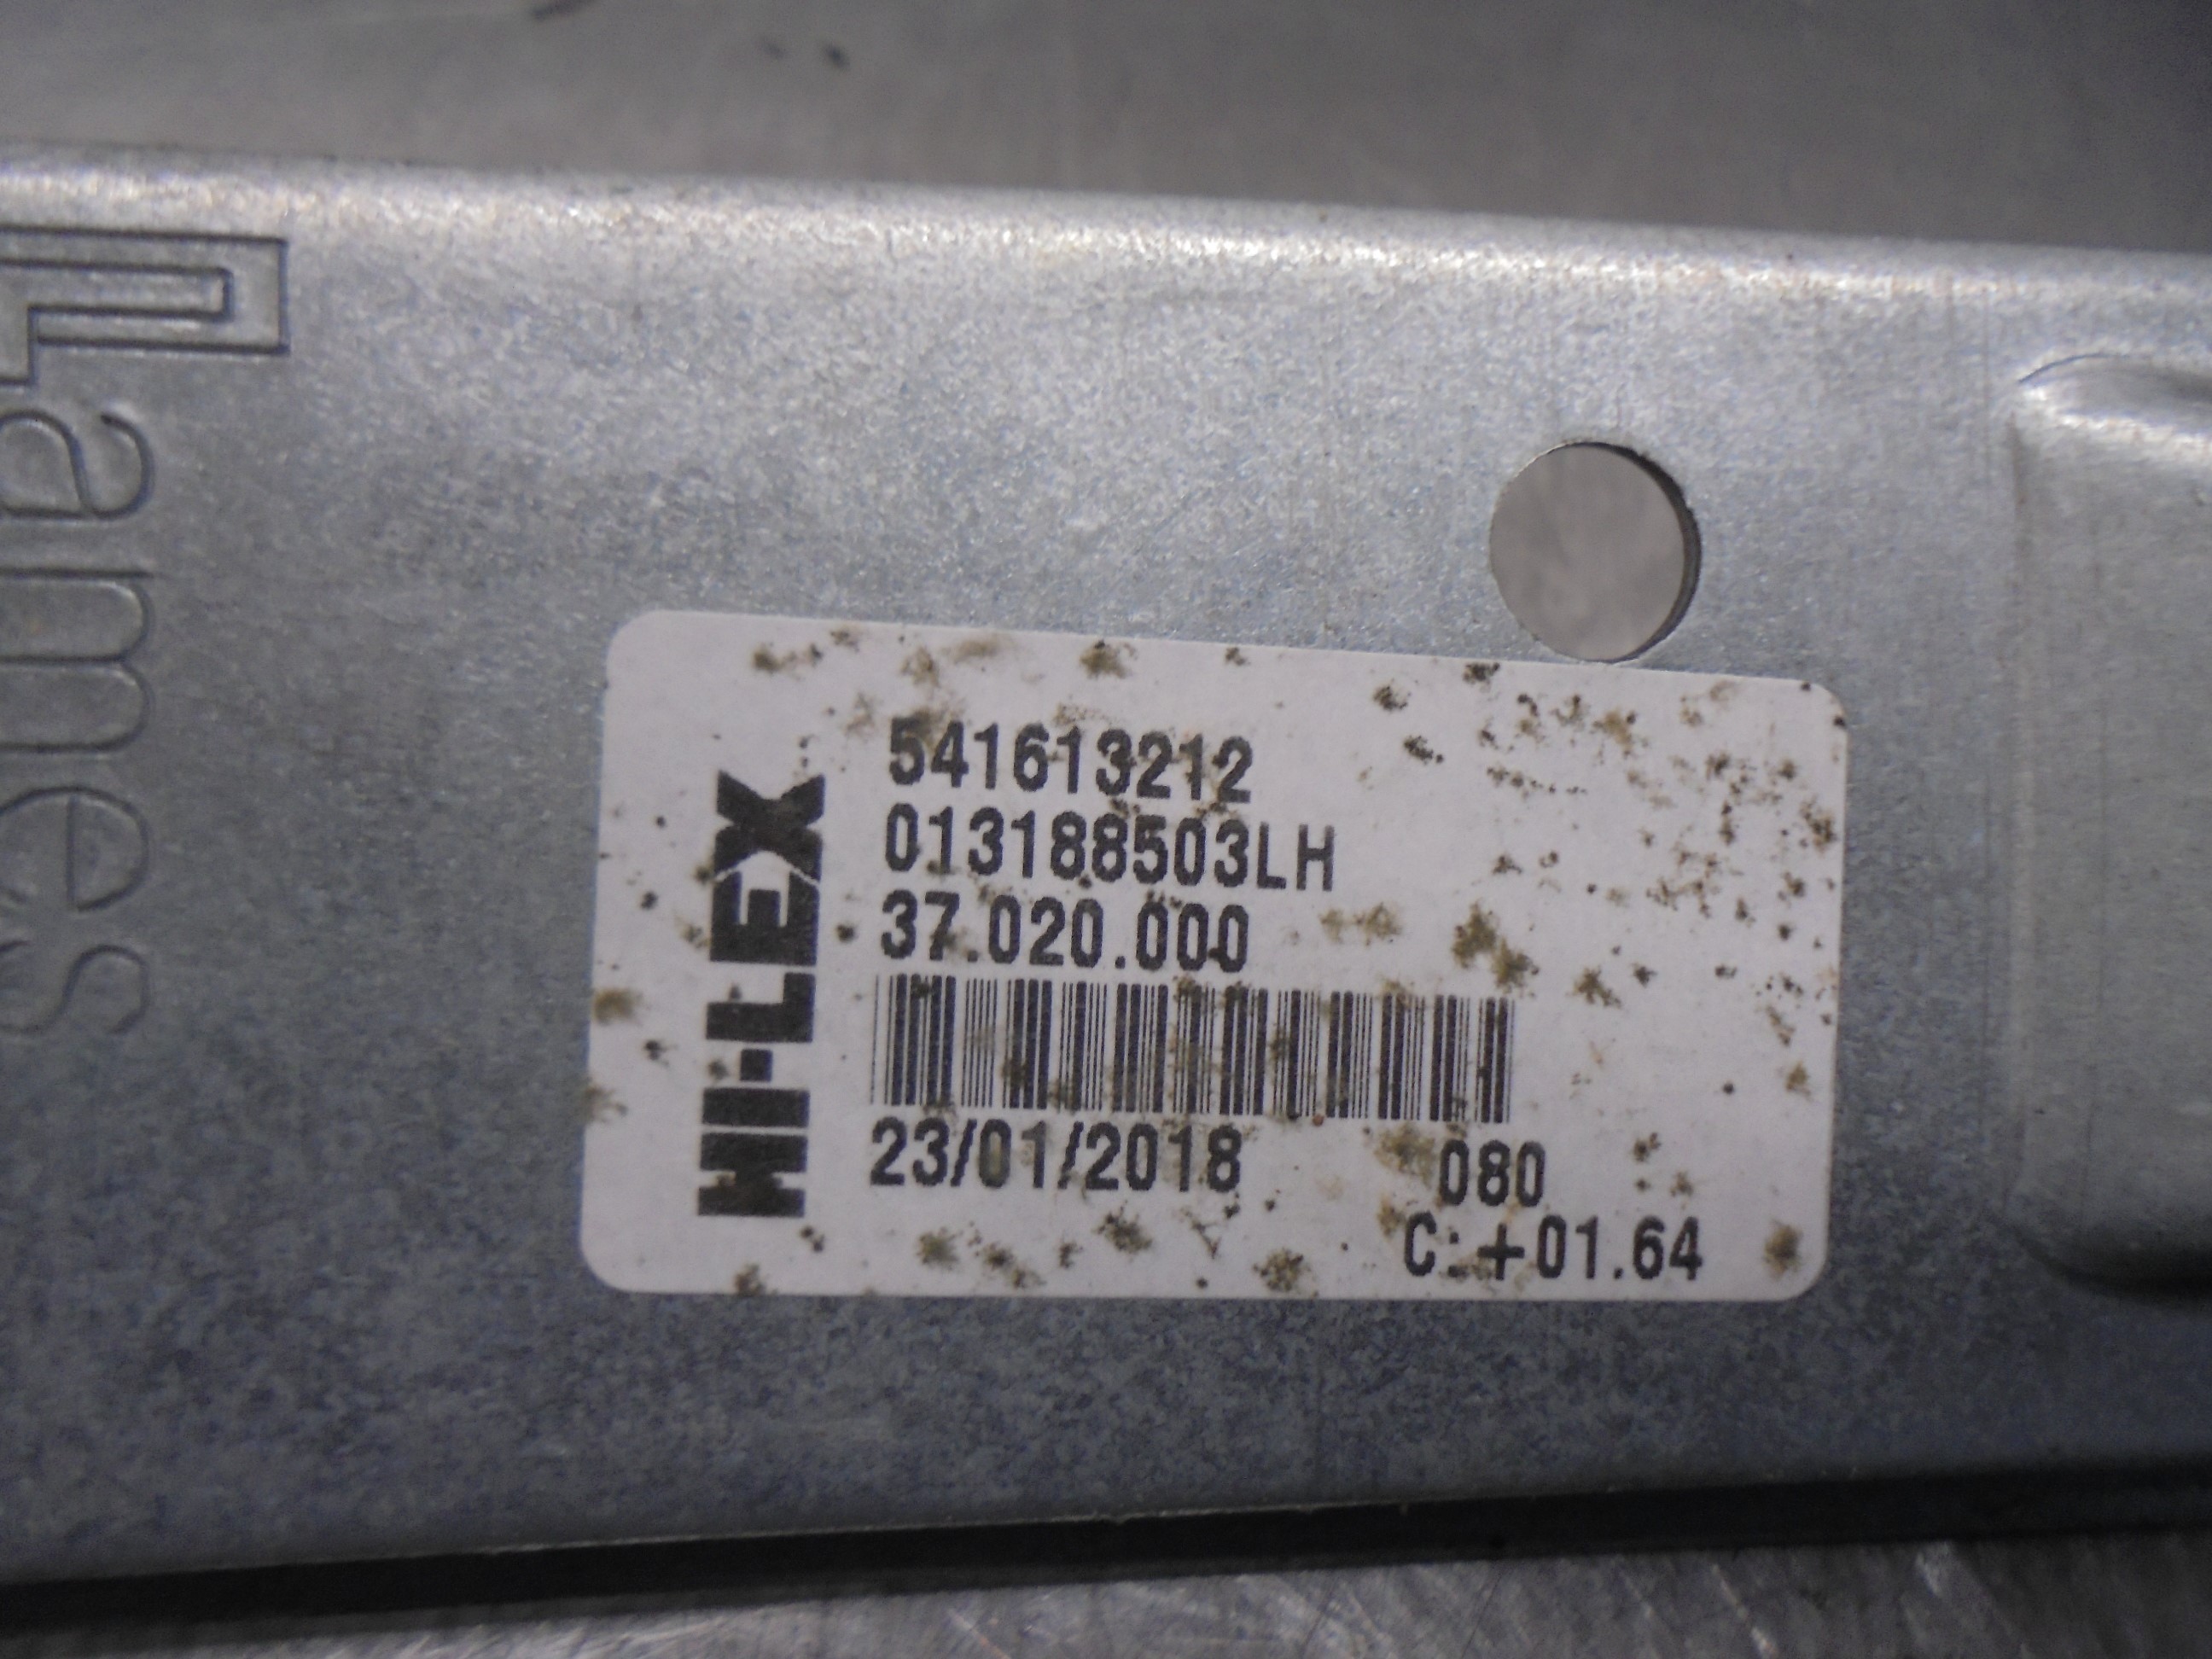 Lames
HI-LEX
541613212
013188503LH
37.020.000
23/01/2018 080
C:+01.64